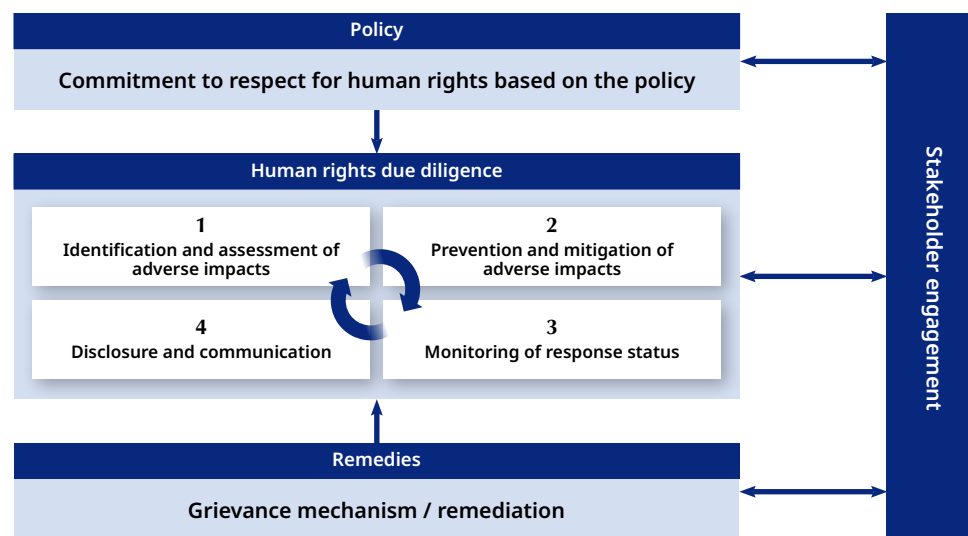 Policy
Commitment to respect for human rights based on the policy
Human rights due diligence
1
Identification and assessment of
adverse impacts
2
Prevention and mitigation of
adverse impacts
4
Disclosure and communication
3
Monitoring of response status
Remedies
Grievance mechanism / remediation
Stakeholder engagement